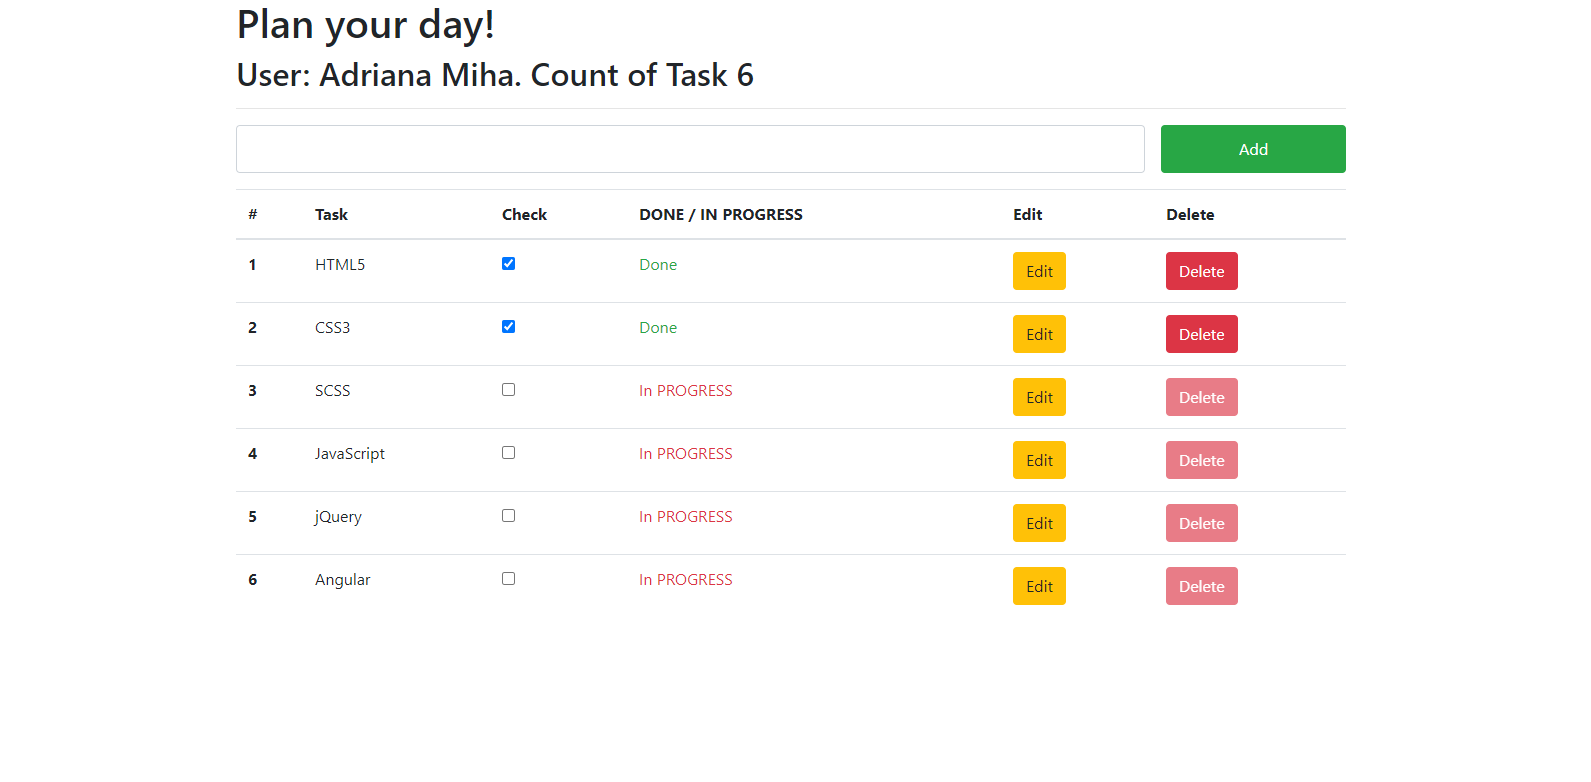 Plan your day!
User: Adriana Miha. Count of Task 6
Add
# Task Check DONE / IN PROGRESS Edit Delete
1 HTML5 Done Edit Delete
2 CSS3 Done Edit Delete
3 SCSS In PROGRESS Edit Delete
4 JavaScript In PROGRESS Edit Delete
5 jQuery In PROGRESS Edit Delete
6 Angular In PROGRESS Edit Delete